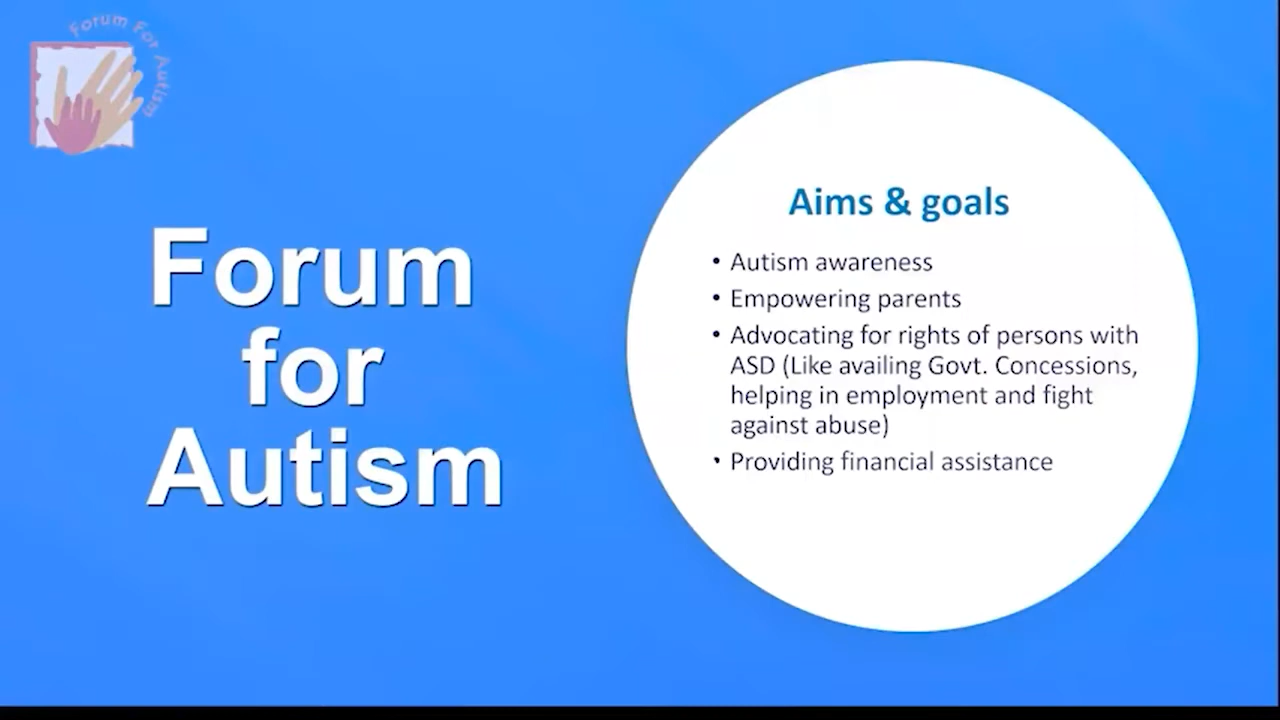 Forum For Autism
Forum
for
Autism
Aims & goals
• Autism awareness
• Empowering parents
• Advocating for rights of persons with
ASD (Like availing Govt. Concessions,
helping in employment and fight
against abuse)
• Providing financial assistance